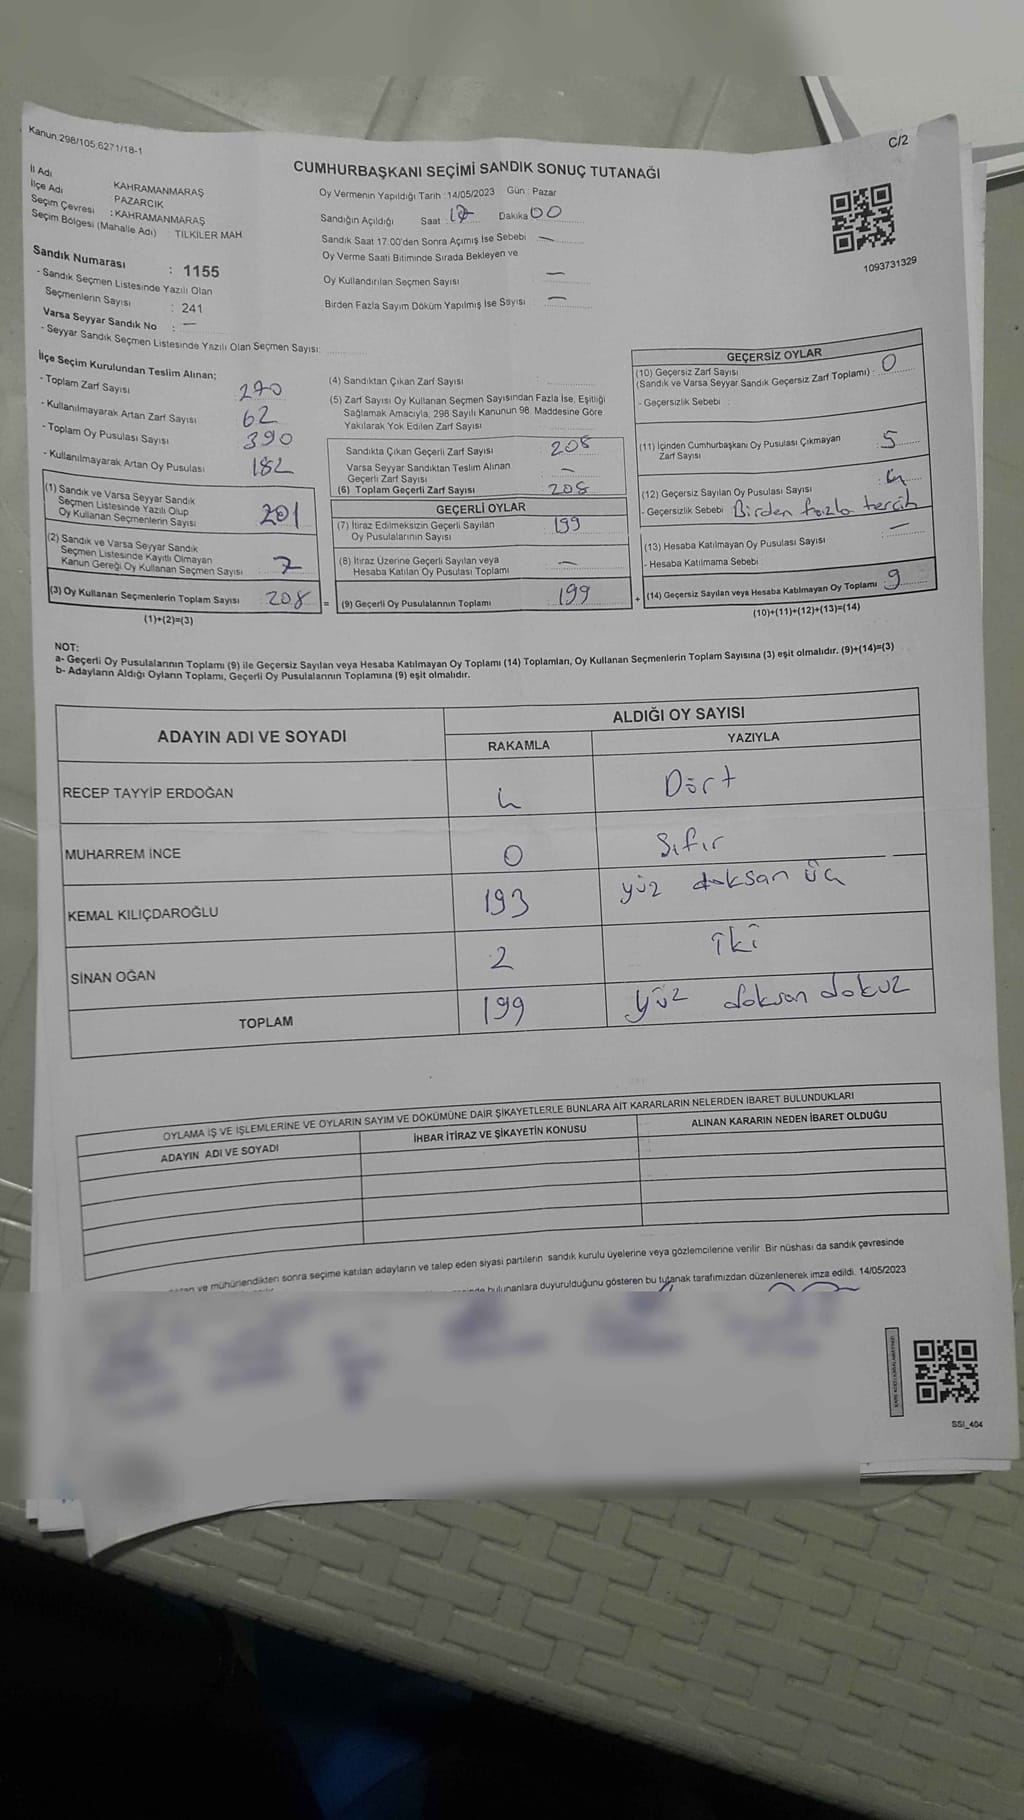 Kanun:298/105 6271/18-1
C/2
CUMHURBAŞKANI SEÇİMİ SANDIK SONUÇ TUTANAĞI
İl Adı KAHRAMANMARAŞ
İlçe Adı PAZARCIK
Seçim Çevresi : KAHRAMANMARAŞ
Seçim Bölgesi (Mahalle Adı) : TILKILER MAH.
Oy Vermenin Yapıldığı Tarih : 14/05/2023 Gün : Pazar
Sandığın Açıldığı Saat : 17 Dakika 00
Sandık Saat 17:00'den Sonra Açımış İse Sebebi —
Oy Verme Saati Bitiminde Sırada Bekleyen ve
Oy Kullandırılan Seçmen Sayısı —
Birden Fazla Sayım Döküm Yapılmış İse Sayısı —
1093731329
Sandık Numarası : 1155
- Sandık Seçmen Listesinde Yazılı Olan
Seçmenlerin Sayısı : 241
Varsa Seyyar Sandık No : —
- Seyyar Sandık Seçmen Listesinde Yazılı Olan Seçmen Sayısı:
İlçe Seçim Kurulundan Teslim Alınan;
- Toplam Zarf Sayısı 270
- Kullanılmayarak Artan Zarf Sayısı 62
- Toplam Oy Pusulası Sayısı 390
- Kullanılmayarak Artan Oy Pusulası 182
(1) Sandık ve Varsa Seyyar Sandık
Seçmen Listesinde Yazılı Olup
Oy Kullanan Seçmenlerin Sayısı 201
(2) Sandık ve Varsa Seyyar Sandık
Seçmen Listesinde Kayıtlı Olmayan
Kanun Gereği Oy Kullanan Seçmen Sayısı 7
(3) Oy Kullanan Seçmenlerin Toplam Sayısı 208 =
(1)+(2)=(3)
(4) Sandıktan Çıkan Zarf Sayısı :
(5) Zarf Sayısı Oy Kullanan Seçmen Sayısından Fazla İse, Eşitliği
Sağlamak Amacıyla; 298 Sayılı Kanunun 98. Maddesine Göre
Yakılarak Yok Edilen Zarf Sayısı :
Sandıkta Çıkan Geçerli Zarf Sayısı 208
Varsa Seyyar Sandıktan Teslim Alınan
Geçerli Zarf Sayısı —
(6) Toplam Geçerli Zarf Sayısı 208
GEÇERLİ OYLAR
(7) İtiraz Edilmeksizin Geçerli Sayılan
Oy Pusulalarının Sayısı 199
(8) İtiraz Üzerine Geçerli Sayılan veya
Hesaba Katılan Oy Pusulası Toplamı —
(9) Geçerli Oy Pusulalarının Toplamı 199 +
GEÇERSİZ OYLAR
(10) Geçersiz Zarf Sayısı
(Sandık ve Varsa Seyyar Sandık Geçersiz Zarf Toplamı) : 0
- Geçersizlik Sebebi :
(11) İçinden Cumhurbaşkanı Oy Pusulası Çıkmayan
Zarf Sayısı 5
(12) Geçersiz Sayılan Oy Pusulası Sayısı : 4
- Geçersizlik Sebebi Birden fazla tercih
(13) Hesaba Katılmayan Oy Pusulası Sayısı : —
- Hesaba Katılmama Sebebi :
(14) Geçersiz Sayılan veya Hesaba Katılmayan Oy Toplamı 9
(10)+(11)+(12)+(13)=(14)
NOT:
a- Geçerli Oy Pusulalarının Toplamı (9) ile Geçersiz Sayılan veya Hesaba Katılmayan Oy Toplamı (14) Toplamları, Oy Kullanan Seçmenlerin Toplam Sayısına (3) eşit olmalıdır. (9)+(14)=(3)
b- Adayların Aldığı Oyların Toplamı, Geçerli Oy Pusulalarının Toplamına (9) eşit olmalıdır.
ADAYIN ADI VE SOYADI ALDIĞI OY SAYISI
RAKAMLA YAZIYLA
RECEP TAYYİP ERDOĞAN 4 Dört
MUHARREM İNCE 0 Sıfır
KEMAL KILIÇDAROĞLU 193 yüz doksan üç
SİNAN OĞAN 2 iki
TOPLAM 199 yüz doksan dokuz
OYLAMA İŞ VE İŞLEMLERİNE VE OYLARIN SAYIM VE DÖKÜMÜNE DAİR ŞİKAYETLERLE BUNLARA AİT KARARLARIN NELERDEN İBARET BULUNDUKLARI
ADAYIN ADI VE SOYADI İHBAR İTİRAZ VE ŞİKAYETİN KONUSU ALINAN KARARIN NEDEN İBARET OLDUĞU
ve mühürlendikten sonra seçime katılan adayların ve talep eden siyasi partilerin sandık kurulu üyelerine veya gözlemcilerine verilir. Bir nüshası da sandık çevresinde
bulunanlara duyurulduğunu gösteren bu tutanak tarafımızdan düzenlenerek imza edildi. 14/05/2023
SSI_404